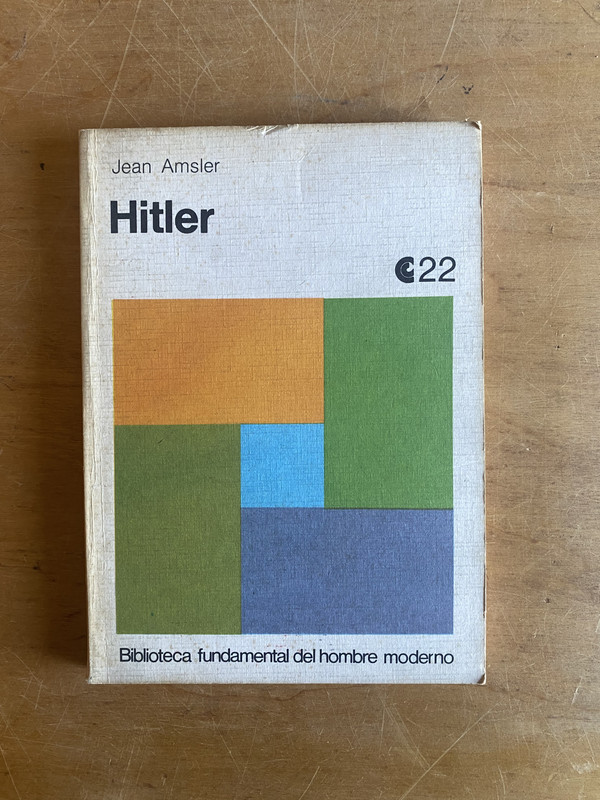 Jean Amsler
Hitler
22
Biblioteca fundamental del hombre moderno